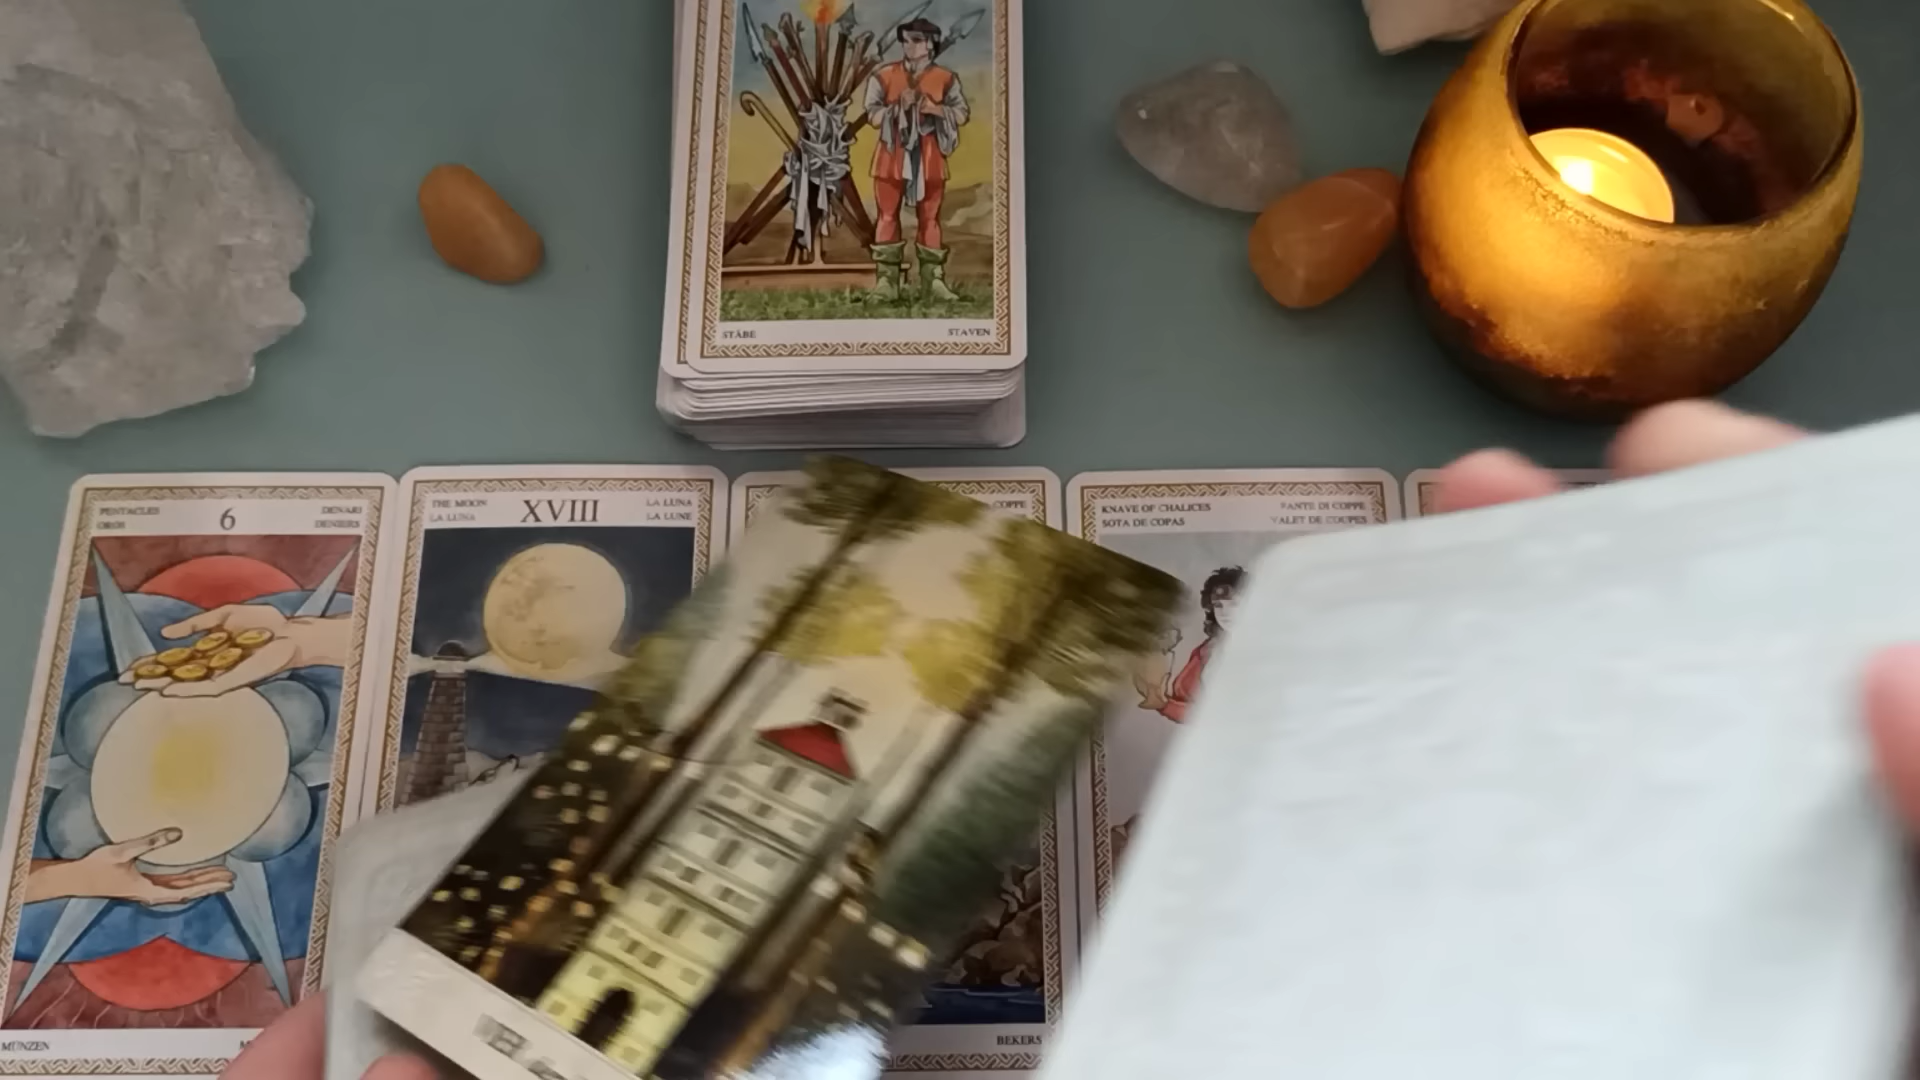 STÄBE STAVEN
PENTACLES 6 DENARI
OROS DENIERS
THE MOON XVIII LA LUNA
LA LUNA LA LUNE
COPPE
KNAVE OF CHALICES FANTE DI COPPE
SOTA DE COPAS VALET DE COUPES
MÜNZEN
BEKERS